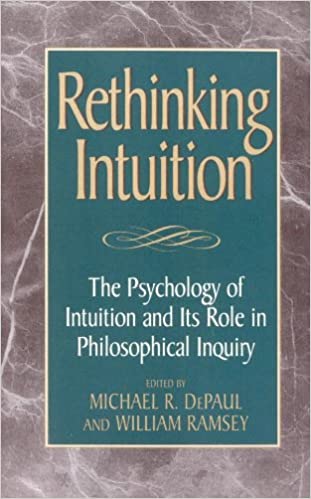 Rethinking
Intuition
The Psychology of
Intuition and Its Role in
Philosophical Inquiry
EDITED BY
MICHAEL R. DEPAUL
AND WILLIAM RAMSEY